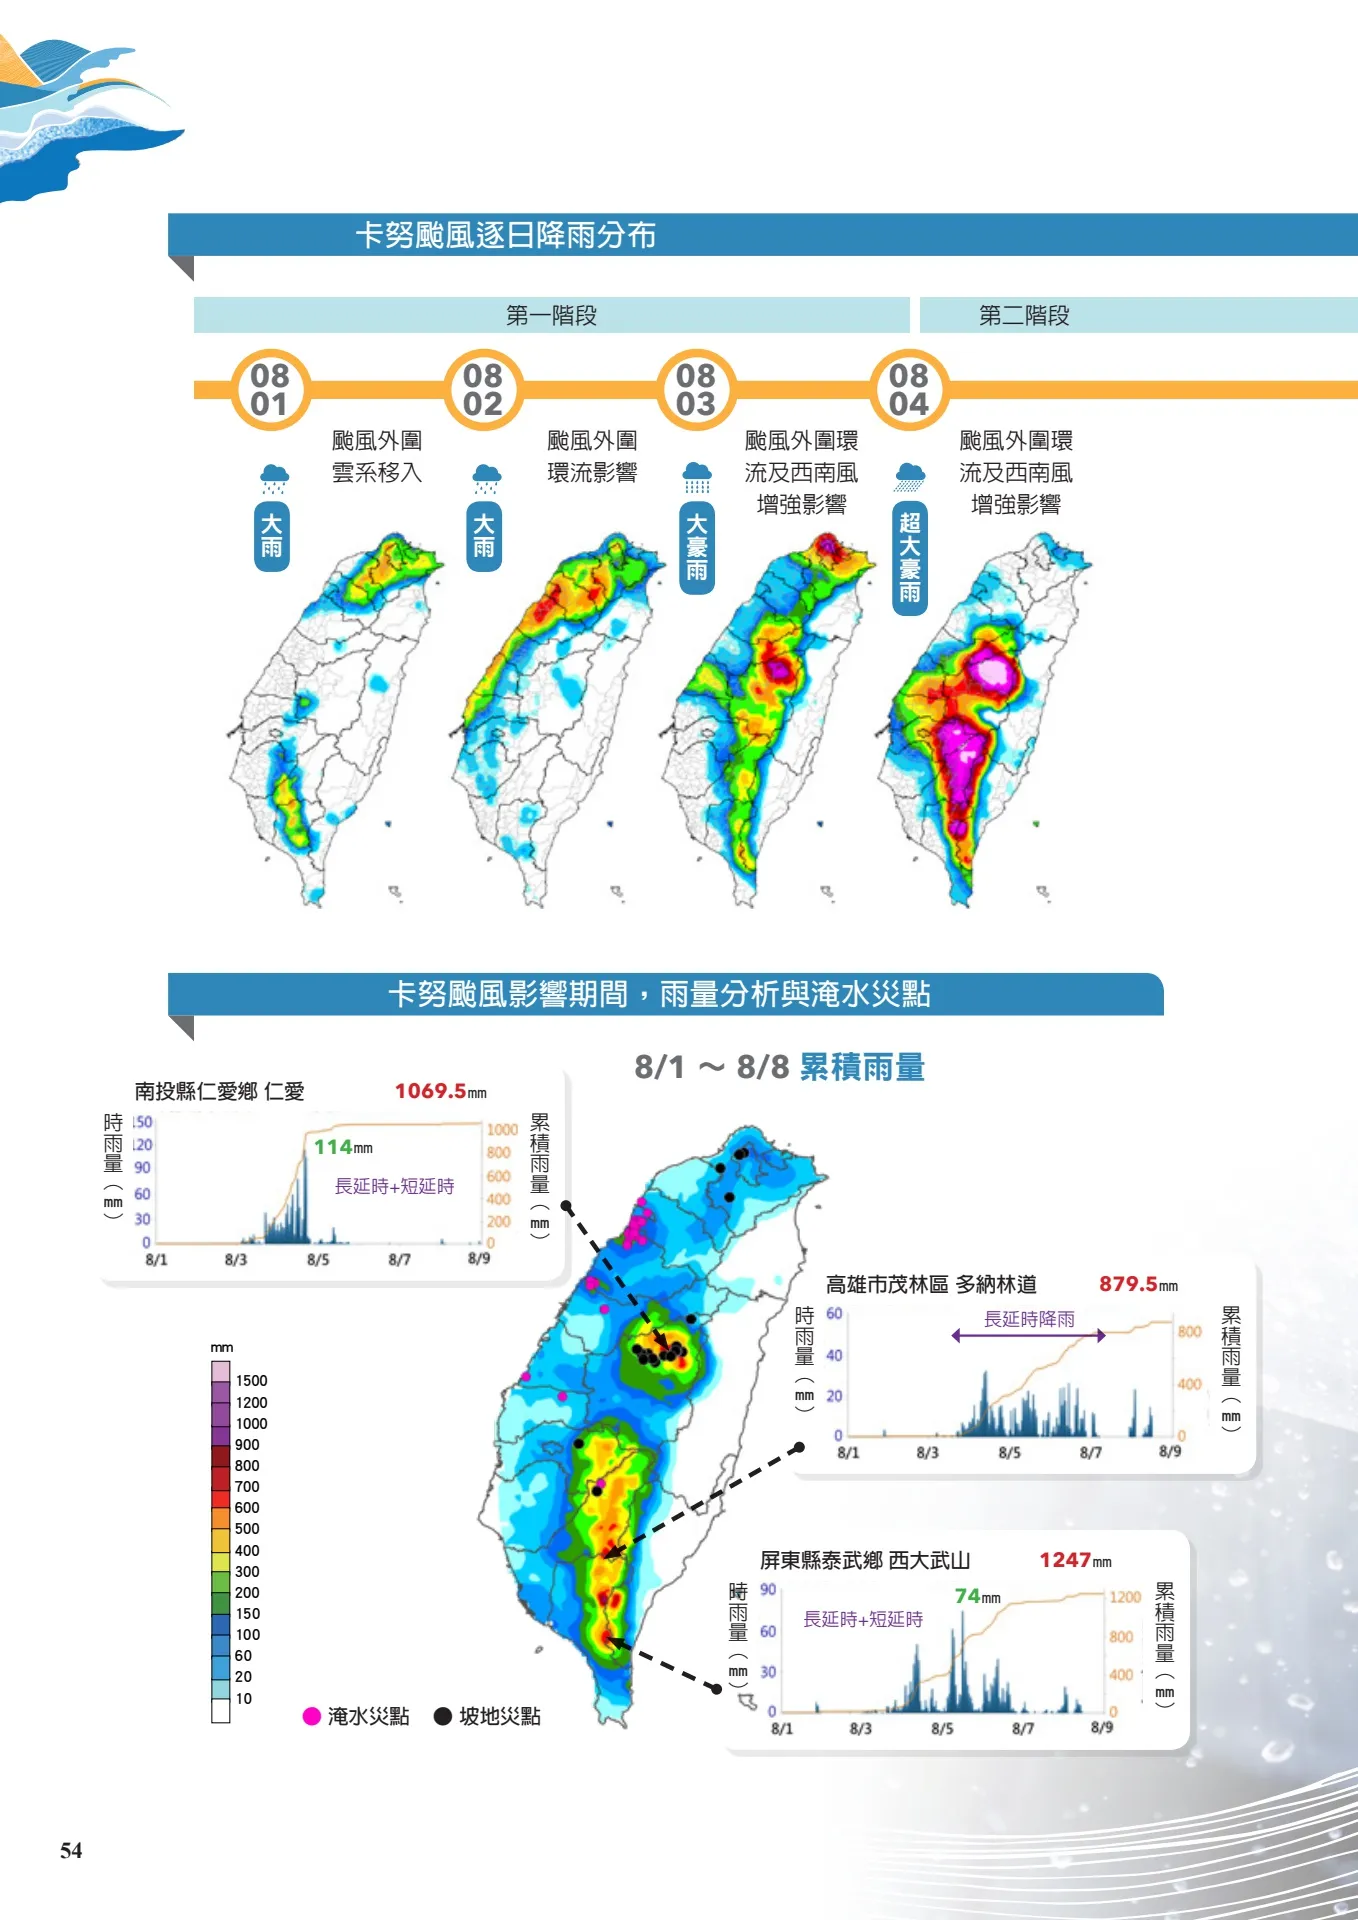 卡努颱風逐日降雨分布
第一階段
第二階段
08
01
08
02
08
03
08
04
颱風外圍
雲系移入
大雨
颱風外圍
環流影響
大雨
颱風外圍環
流及西南風
增強影響
大豪雨
颱風外圍環
流及西南風
增強影響
超大豪雨
卡努颱風影響期間，雨量分析與淹水災點
8/1 ～ 8/8 累積雨量
南投縣仁愛鄉 仁愛 1069.5mm
時雨量（mm）
150
120
90
60
30
0
114mm
長延時+短延時
1000
800
600
400
200
0
累積雨量（mm）
8/1 8/3 8/5 8/7 8/9
高雄市茂林區 多納林道 879.5mm
時雨量（mm）
60
40
20
0
長延時降雨
800
400
0
累積雨量（mm）
8/1 8/3 8/5 8/7 8/9
mm
1500
1200
1000
900
800
700
600
500
400
300
200
150
100
60
20
10
屏東縣泰武鄉 西大武山 1247mm
時雨量（mm）
90
60
30
0
74mm
長延時+短延時
1200
800
400
0
累積雨量（mm）
8/1 8/3 8/5 8/7 8/9
淹水災點 坡地災點
54